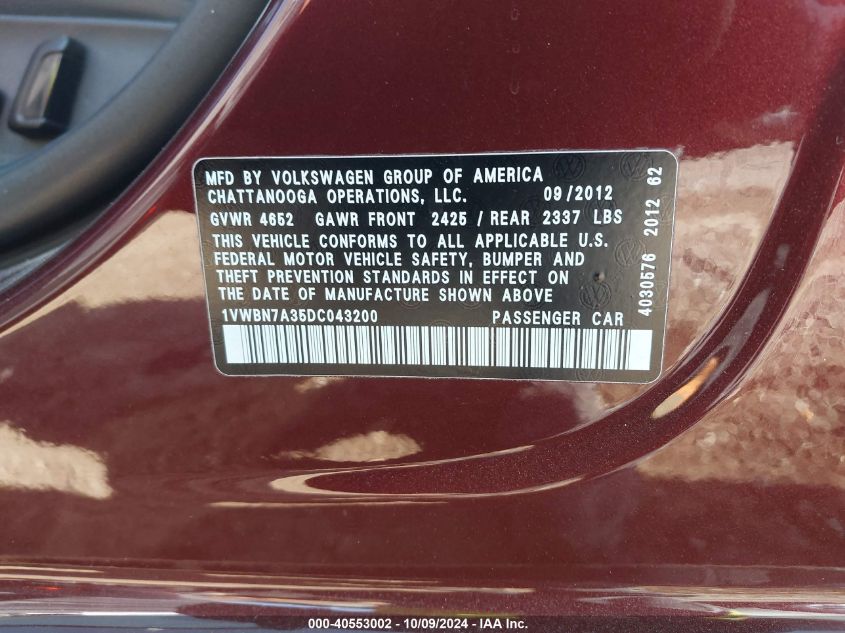 MFD BY VOLKSWAGEN GROUP OF AMERICA
CHATTANOOGA OPERATIONS, LLC. 09/2012
GVWR 4652 GAWR FRONT 2425 / REAR 2337 LBS
THIS VEHICLE CONFORMS TO ALL APPLICABLE U.S.
FEDERAL MOTOR VEHICLE SAFETY, BUMPER AND
THEFT PREVENTION STANDARDS IN EFFECT ON
THE DATE OF MANUFACTURE SHOWN ABOVE
1VWBN7A35DC043200 PASSENGER CAR
4030576 2012 62
000-40553002 - 10/09/2024 - IAA Inc.